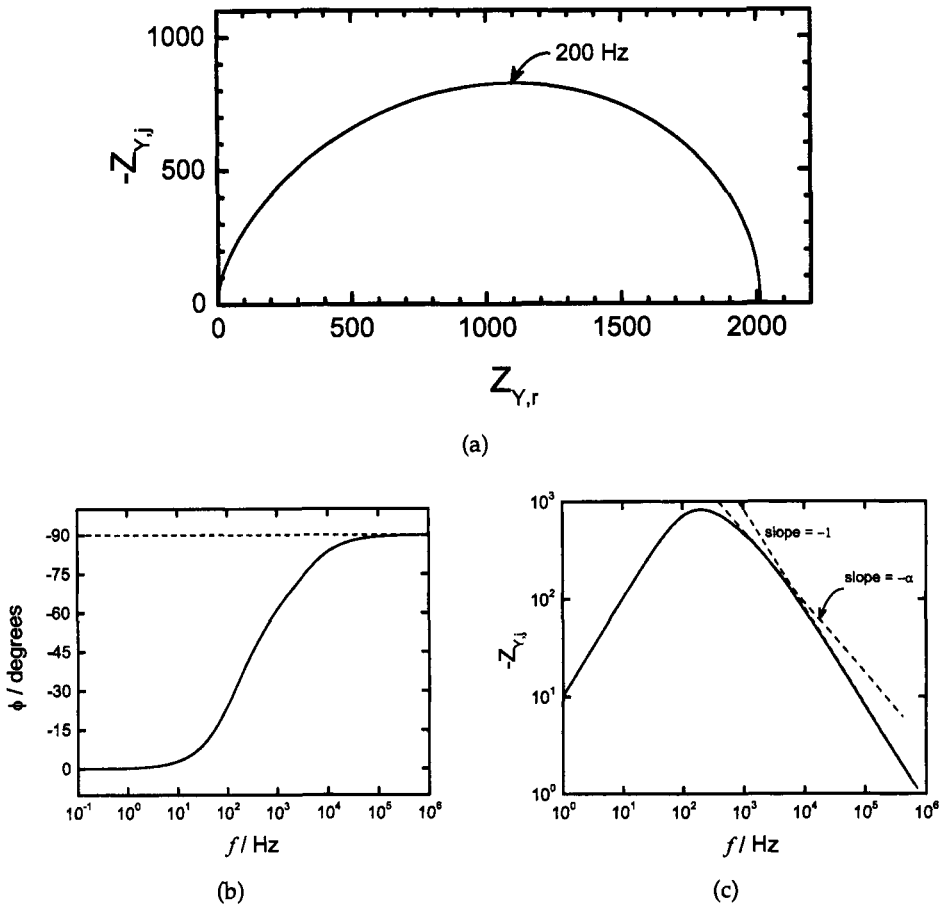 1000
500
0
-Z_{Y,j}
200 Hz
0 500 1000 1500 2000
Z_{Y,r}
(a)
-90
-75
-60
-45
-30
-15
0
ϕ / degrees
10^{-1} 10^0 10^1 10^2 10^3 10^4 10^5 10^6
f / Hz
(b)
10^3
10^2
10^1
10^0
-Z_{Y,j}
slope = -1
slope = -α
10^0 10^1 10^2 10^3 10^4 10^5 10^6
f / Hz
(c)